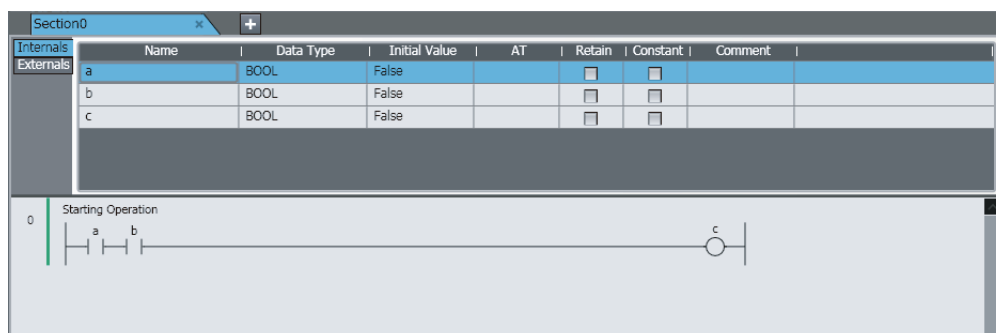 Section0 × +
Internals Name Data Type Initial Value AT Retain Constant Comment
Externals
a BOOL False
b BOOL False
c BOOL False
0 Starting Operation
a b c